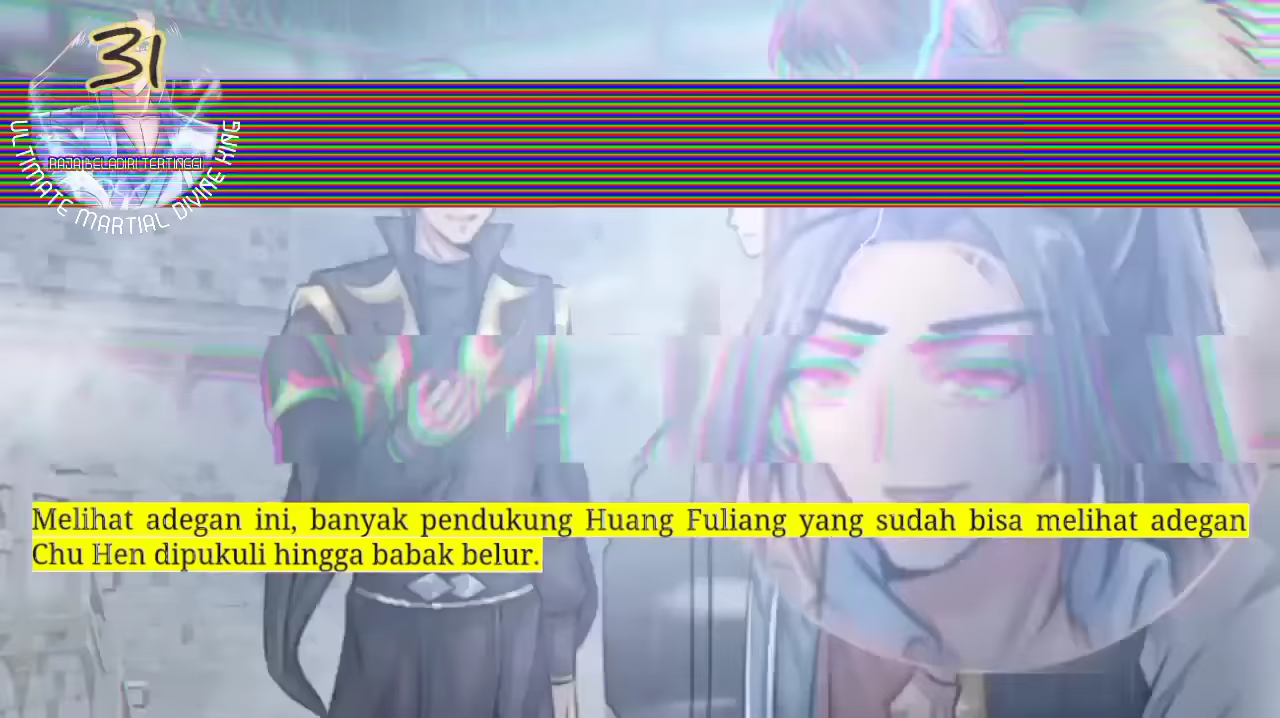 31
RAJA BELADIRI TERTINGGI
ULTIMATE MARTIAL DIVINE KING
Melihat adegan ini, banyak pendukung Huang Fuliang yang sudah bisa melihat adegan
Chu Hen dipukuli hingga babak belur.